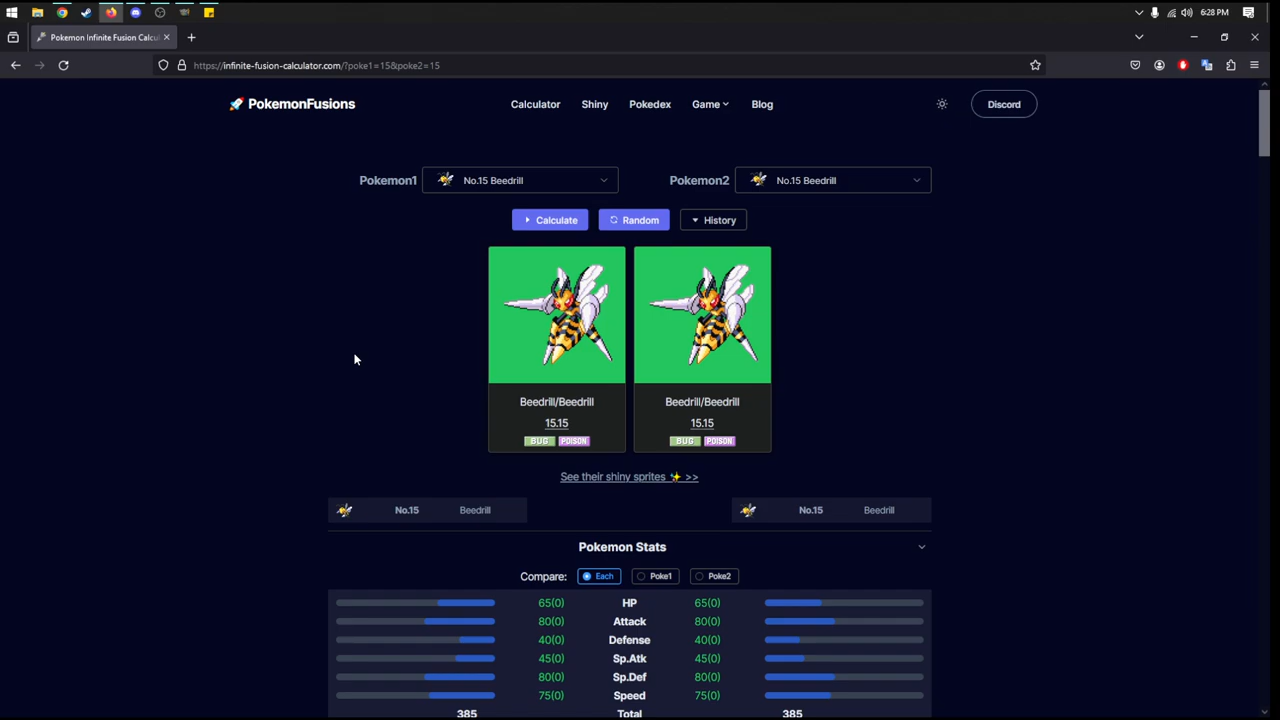 6:28 PM
Pokemon Infinite Fusion Calcul
https://infinite-fusion-calculator.com/?poke1=15&poke2=15
PokemonFusions
Calculator Shiny Pokedex Game Blog Discord
Pokemon1 No.15 Beedrill Pokemon2 No.15 Beedrill
Calculate Random History
Beedrill/Beedrill Beedrill/Beedrill
15.15 15.15
BUG POISON BUG POISON
See their shiny sprites ✨ >>
No.15 Beedrill No.15 Beedrill
Pokemon Stats
Compare: Each Poke1 Poke2
65(0) HP 65(0)
80(0) Attack 80(0)
40(0) Defense 40(0)
45(0) Sp.Atk 45(0)
80(0) Sp.Def 80(0)
75(0) Speed 75(0)
385 Total 385